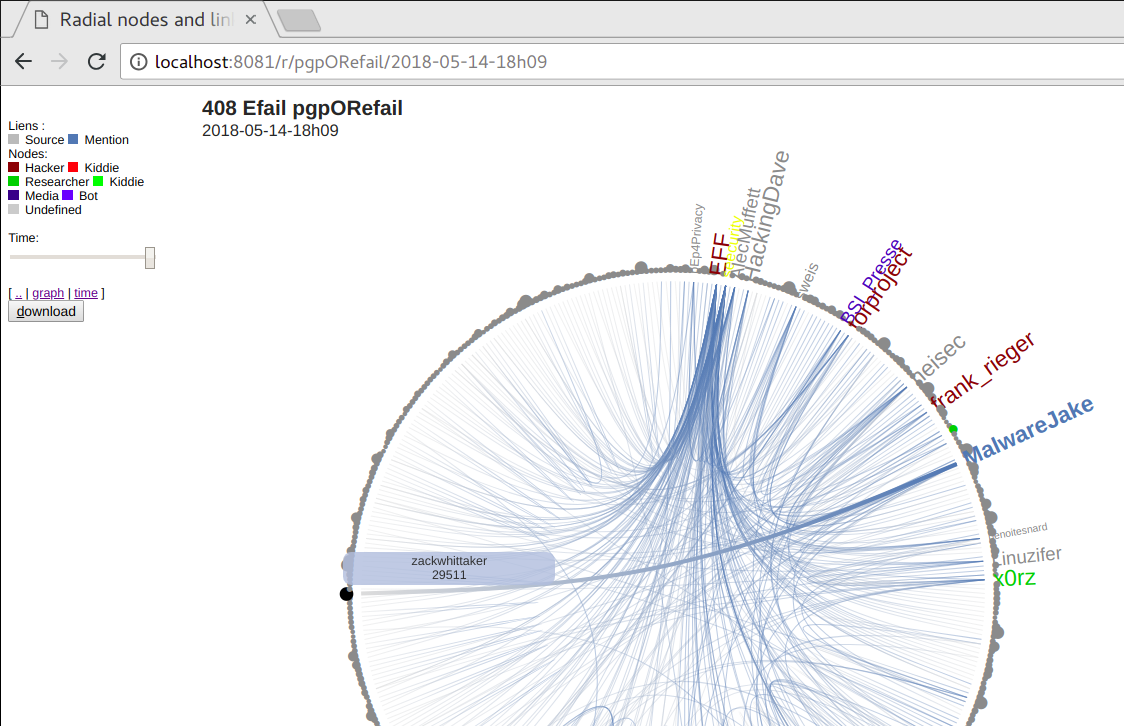 Radial nodes and lin
localhost:8081/r/pgpORefail/2018-05-14-18h09
408 Efail pgpORefail
2018-05-14-18h09
Liens :
Source Mention
Nodes:
Hacker Kiddie
Researcher Kiddie
Media Bot
Undefined
Time:
[ .. | graph | time ]
download
Ep4Privacy
EFF
AlecMuffett
HackingDave
weis
BSI_Presse
torproject
heisec
frank_rieger
MalwareJake
enoitesnard
Linuzifer
x0rz
zackwhittaker
29511